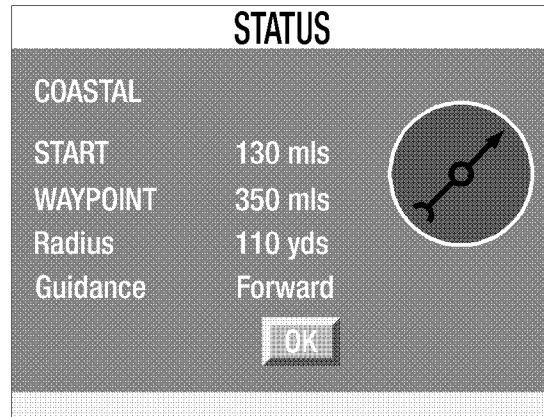 STATUS
COASTAL
START 130 mls
WAYPOINT 350 mls
Radius 110 yds
Guidance Forward
OK